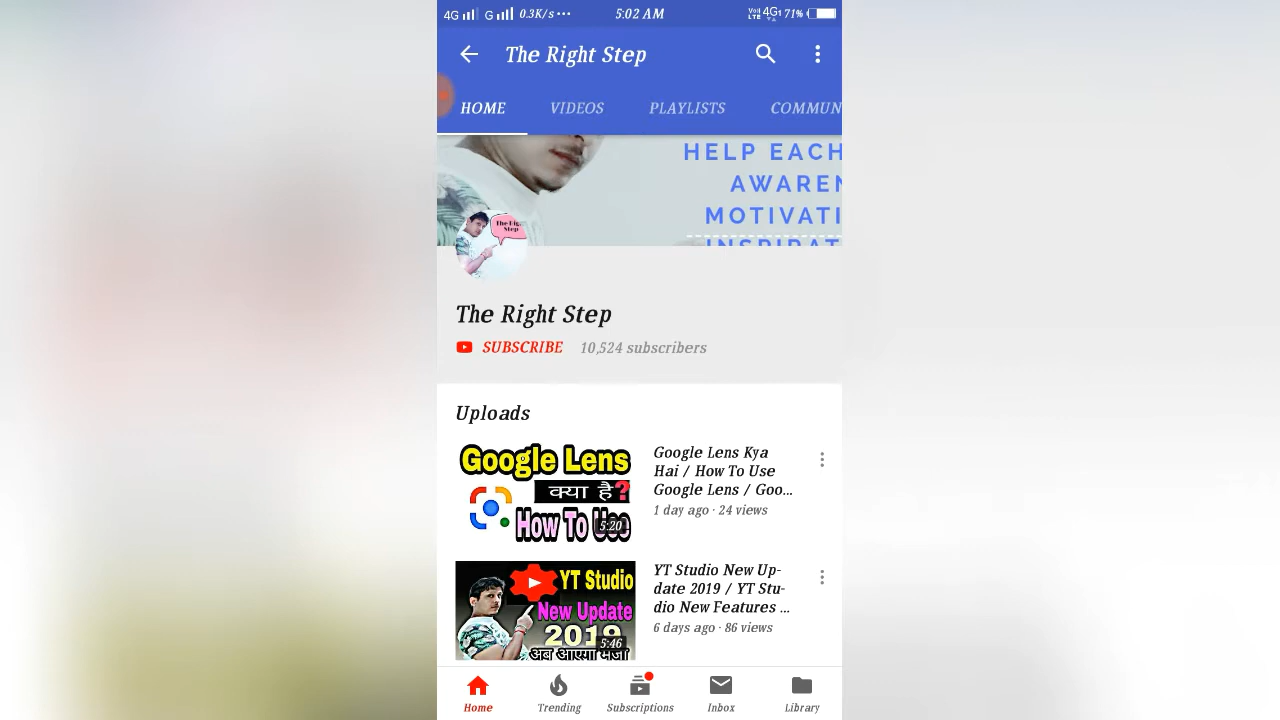 4G G 0.3K/s ••• 5:02 AM 4G 71%
The Right Step
HOME VIDEOS PLAYLISTS COMMUN
HELP EACH
AWAREN
MOTIVATI
INSPIRAT
The Right Step
SUBSCRIBE 10,524 subscribers
Uploads
Google Lens
क्या है?
How To Use
5:20
Google Lens Kya
Hai / How To Use
Google Lens / Goo...
1 day ago · 24 views
YT Studio
New Update
2019
5:46
अब आएगा मजा
YT Studio New Up-
date 2019 / YT Stu-
dio New Features ...
6 days ago · 86 views
Home Trending Subscriptions Inbox Library